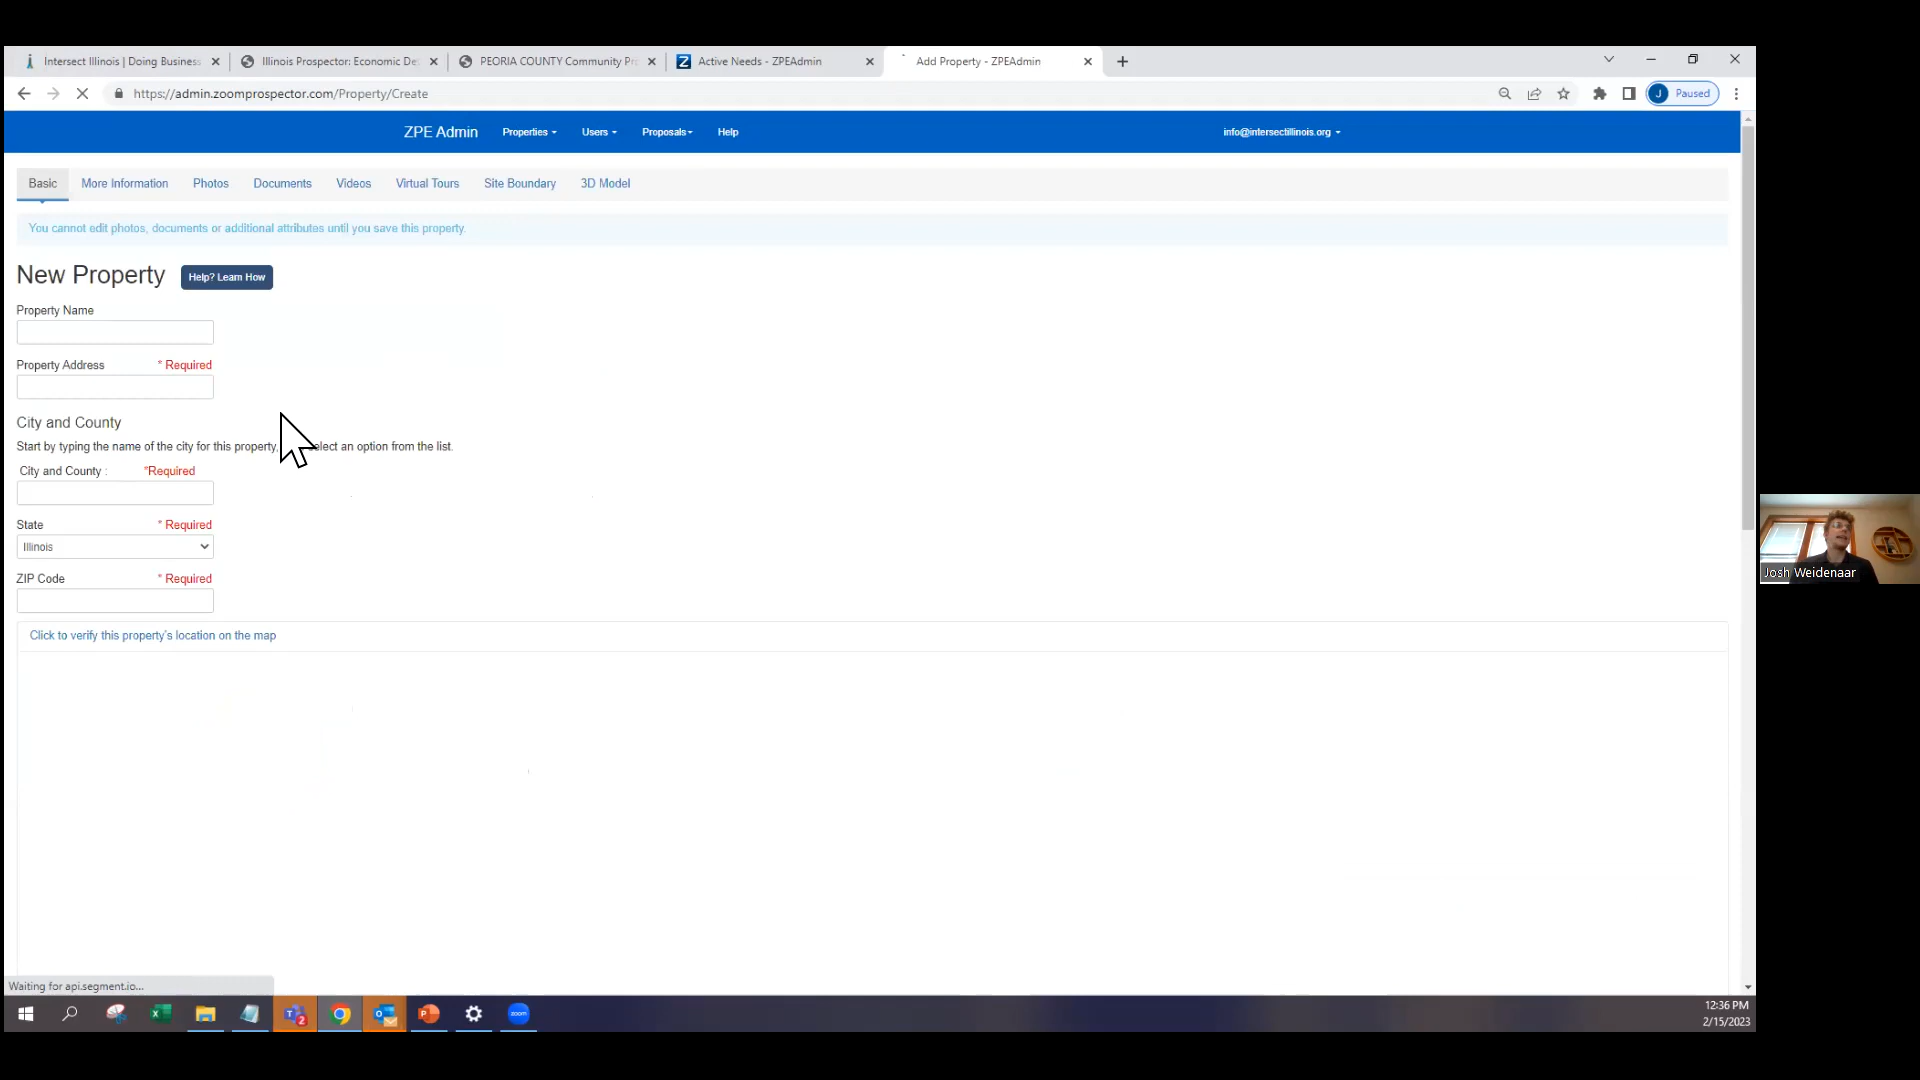 Intersect Illinois | Doing Business
Illinois Prospector: Economic De
PEORIA COUNTY Community Pr
Active Needs - ZPEAdmin
Add Property - ZPEAdmin
https://admin.zoomprospector.com/Property/Create
J Paused
ZPE Admin Properties Users Proposals Help info@intersectillinois.org
Basic More Information Photos Documents Videos Virtual Tours Site Boundary 3D Model
You cannot edit photos, documents or additional attributes until you save this property.
New Property Help? Learn How
Property Name
Property Address * Required
City and County
Start by typing the name of the city for this property, select an option from the list.
City and County : *Required
State * Required
Illinois
ZIP Code * Required
Click to verify this property's location on the map
Josh Weidenaar
Waiting for api.segment.io...
zoom
12:36 PM
2/15/2023